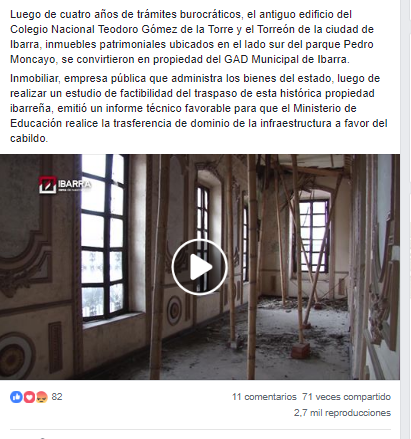 Luego de cuatro años de trámites burocráticos, el antiguo edificio del
Colegio Nacional Teodoro Gómez de la Torre y el Torreón de la ciudad de
Ibarra, inmuebles patrimoniales ubicados en el lado sur del parque Pedro
Moncayo, se convirtieron en propiedad del GAD Municipal de Ibarra.
Inmobiliar, empresa pública que administra los bienes del estado, luego de
realizar un estudio de factibilidad del traspaso de esta histórica propiedad
ibarreña, emitió un informe técnico favorable para que el Ministerio de
Educación realice la trasferencia de dominio de la infraestructura a favor del
cabildo.
IBARRA
82
11 comentarios 71 veces compartido
2,7 mil reproducciones